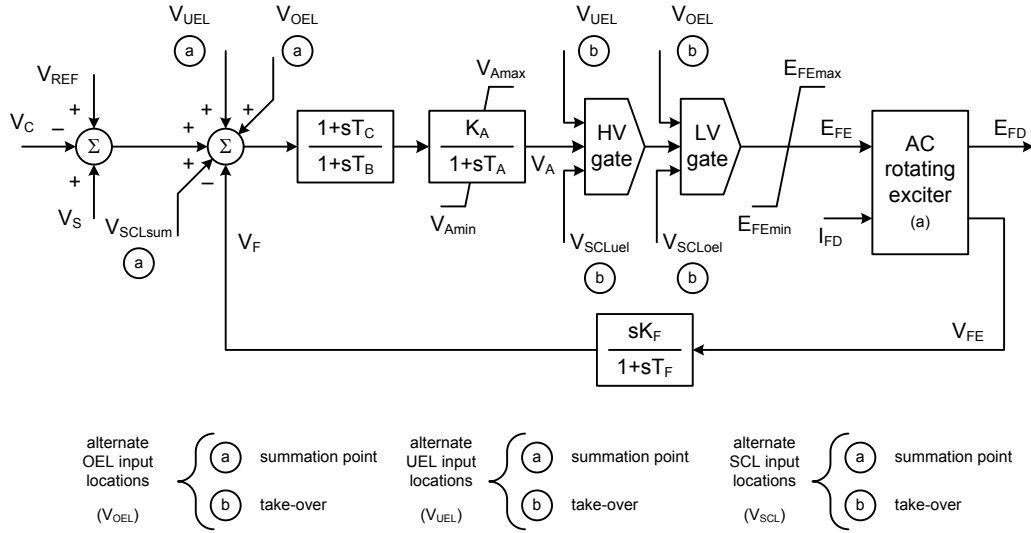 V_UEL
a
V_OEL
a
V_REF
V_C
+
−
Σ
+
V_S
+
+
+
+
−
Σ
V_SCLsum
a
V_F
1+sT_C
1+sT_B
V_Amax
K_A
1+sT_A
V_Amin
V_A
V_UEL
b
HV
gate
V_SCLuel
b
V_OEL
b
LV
gate
V_SCLoel
b
E_FEmax
E_FEmin
E_FE
I_FD
AC
rotating
exciter
(a)
E_FD
V_FE
sK_F
1+sT_F
alternate
OEL input
locations
(V_OEL)
a summation point
b take-over
alternate
UEL input
locations
(V_UEL)
a summation point
b take-over
alternate
SCL input
locations
(V_SCL)
a summation point
b take-over